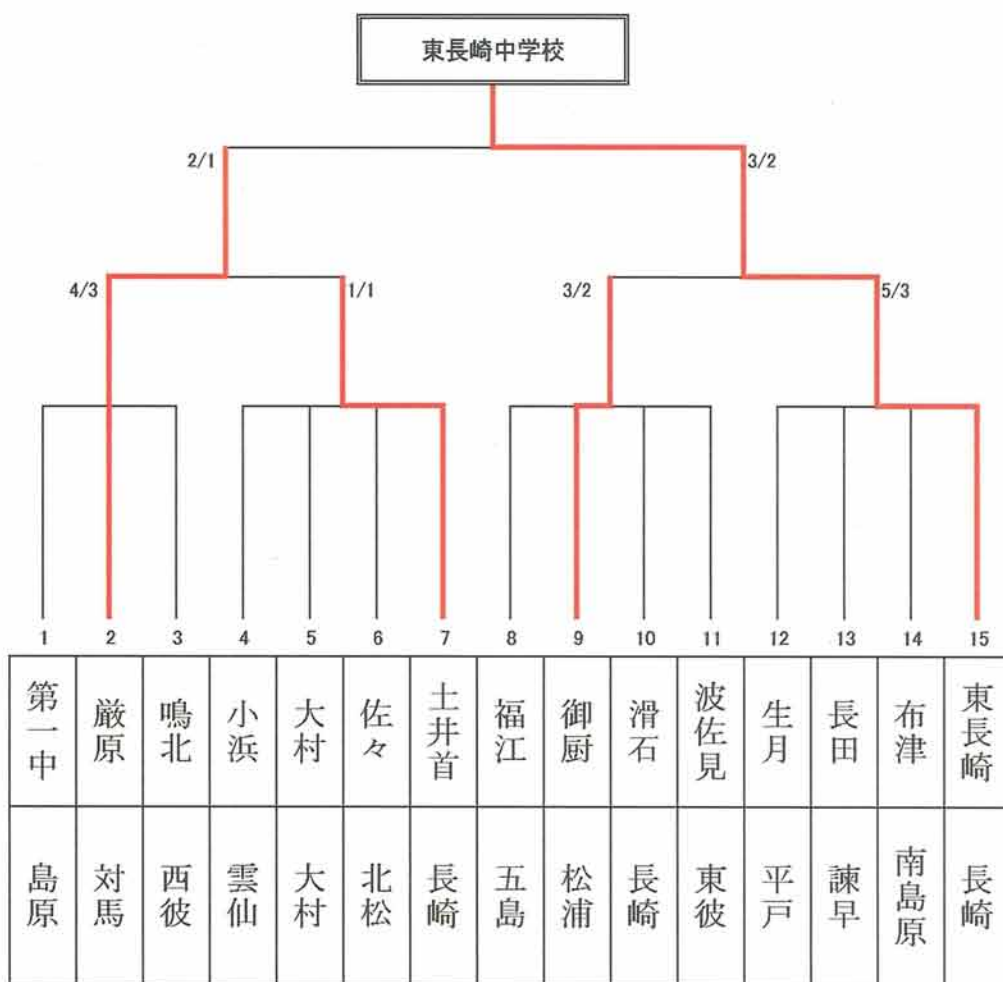 東長崎中学校
2/1 3/2
4/3 1/1 3/2 5/3
1 2 3 4 5 6 7 8 9 10 11 12 13 14 15
第一中 厳原 鳴北 小浜 大村 佐々 土井首 福江 御厨 滑石 波佐見 生月 長田 布津 東長崎
島原 対馬 西彼 雲仙 大村 北松 長崎 五島 松浦 長崎 東彼 平戸 諫早 南島原 長崎